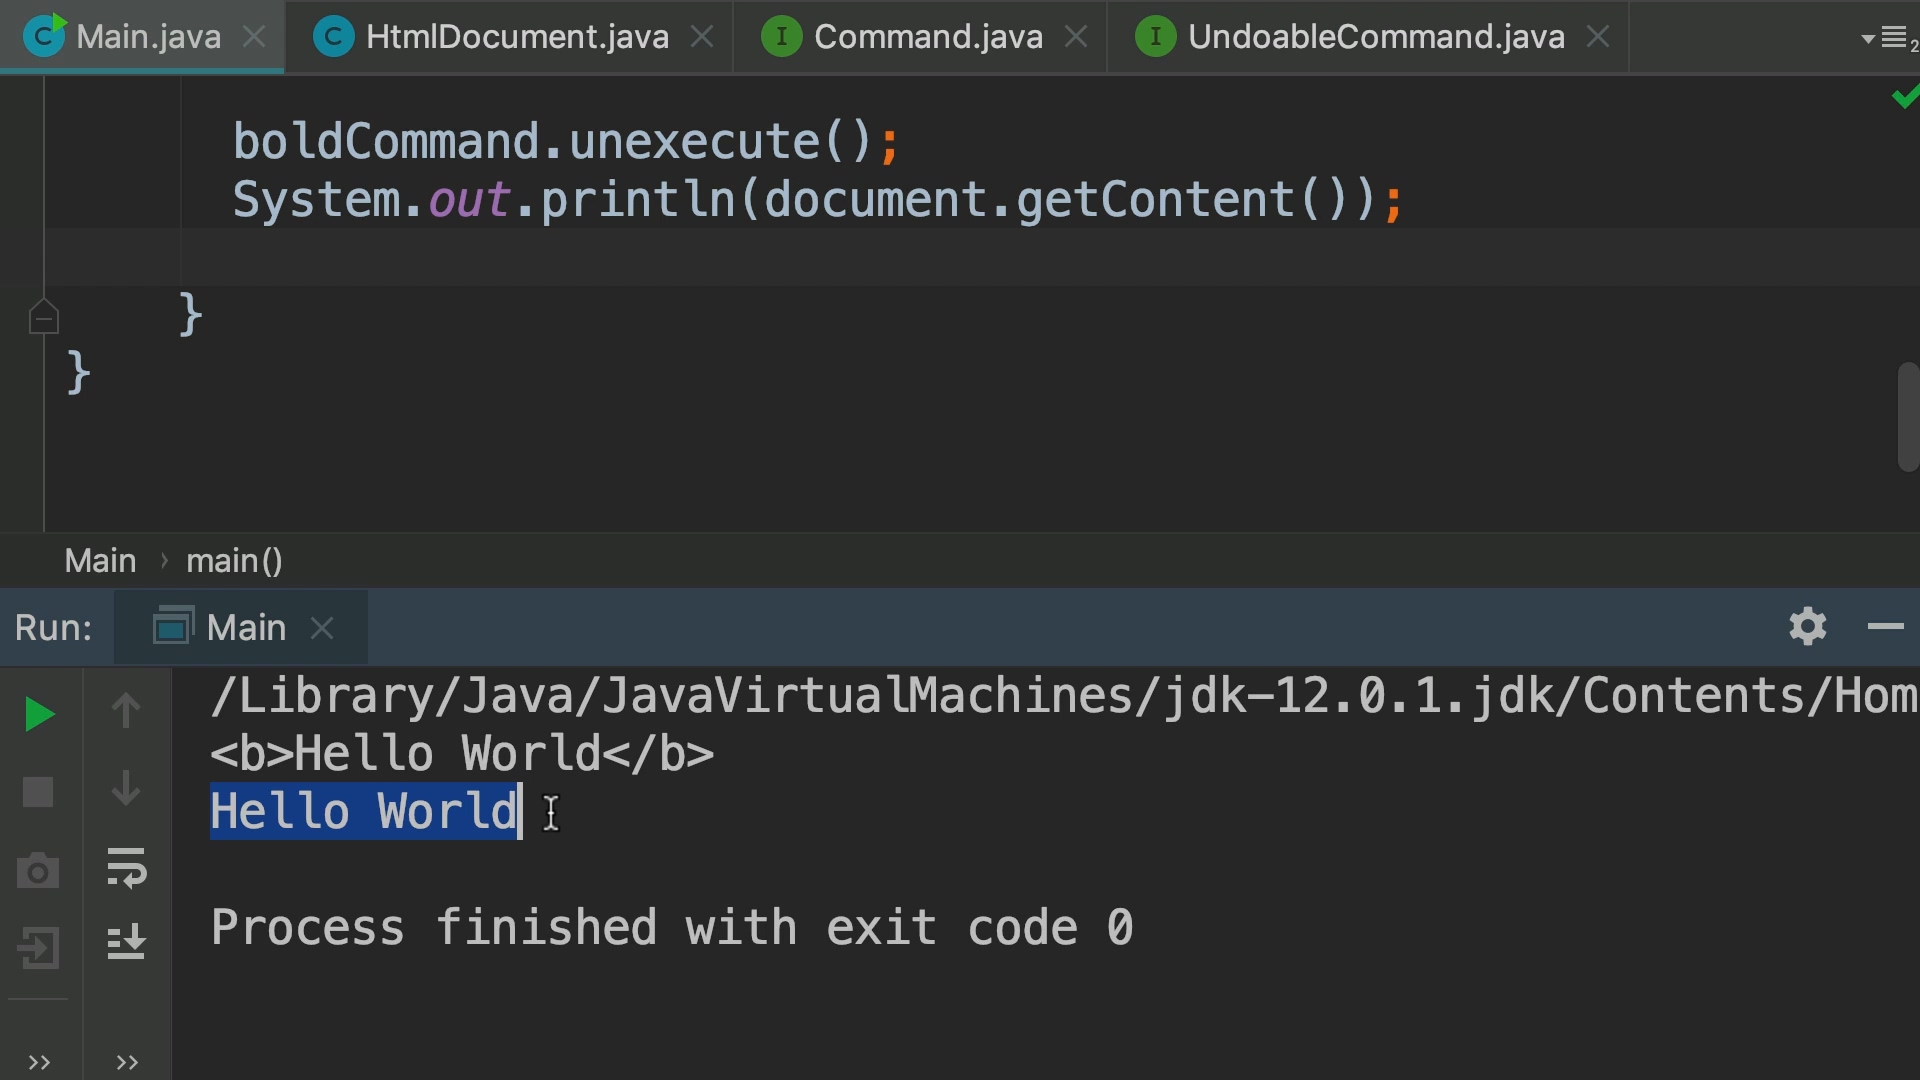 Main.java HtmlDocument.java Command.java UndoableCommand.java 2
boldCommand.unexecute();
System.out.println(document.getContent());
}
}
Main › main()
Run: Main
/Library/Java/JavaVirtualMachines/jdk-12.0.1.jdk/Contents/Hom
<b>Hello World</b>
Hello World
Process finished with exit code 0